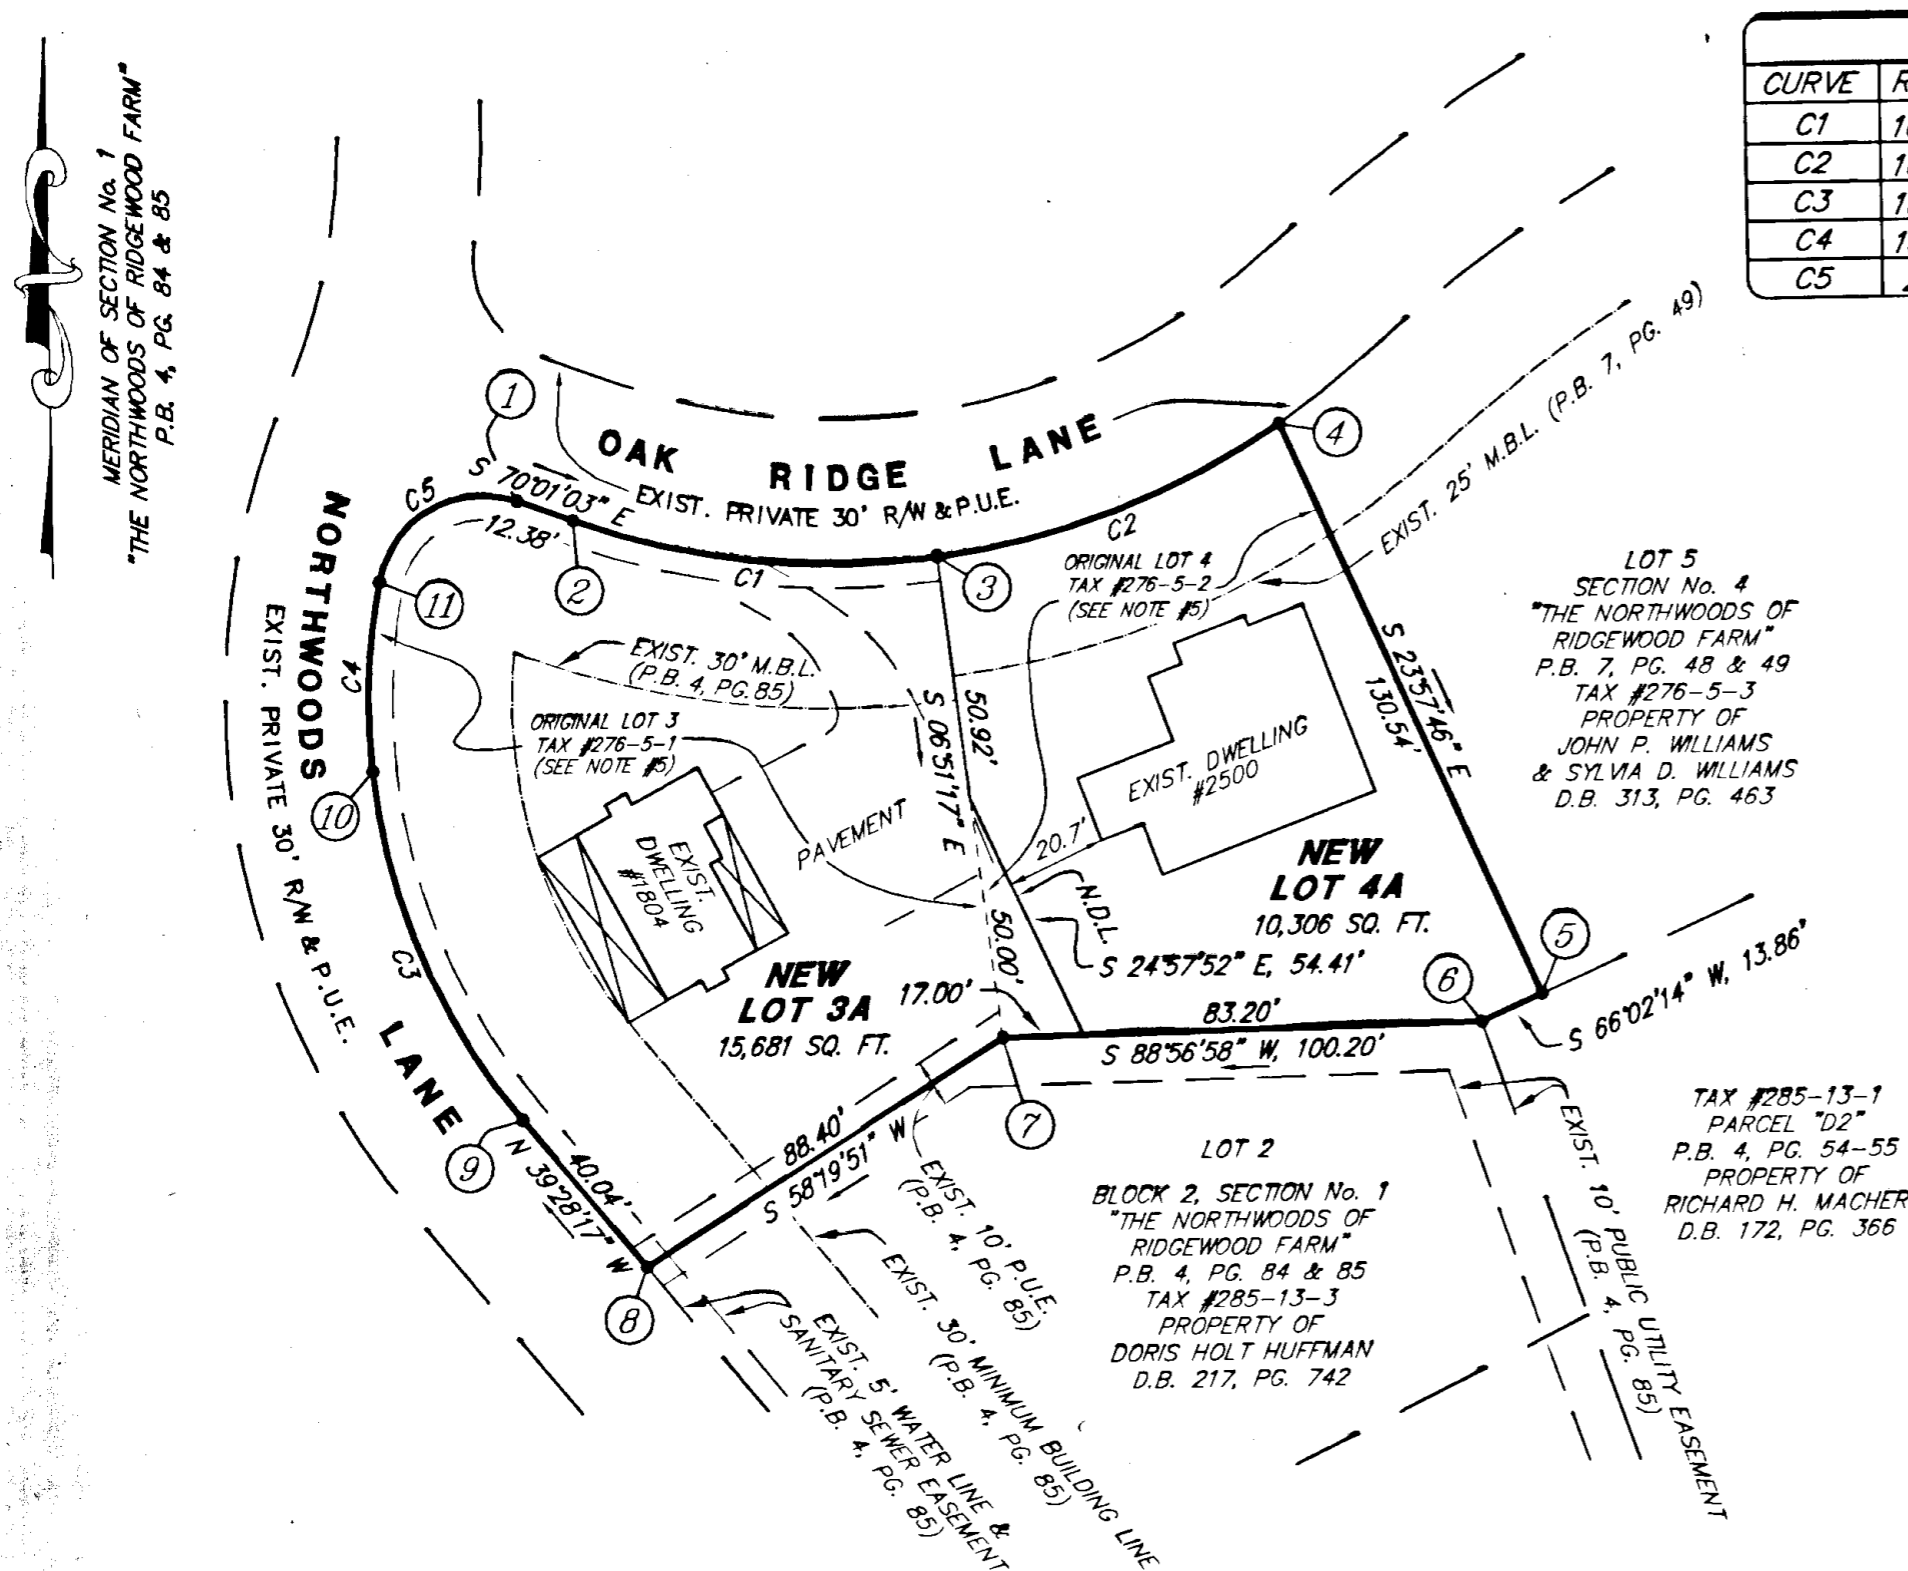 MERIDIAN OF SECTION No. 1
"THE NORTHWOODS OF RIDGEWOOD FARM"
P.B. 4, PG. 84 & 85
CURVE
C1
C2
C3
C4
C5
1
S 70°01'03" E
12.38'
2
OAK RIDGE LANE
EXIST. PRIVATE 30' R/W & P.U.E.
C5
C1
C2
3
4
11
C4
10
C3
9
NORTHWOODS LANE
EXIST. PRIVATE 30' R/W & P.U.E.
ORIGINAL LOT 4
TAX #276-5-2
(SEE NOTE #5)
EXIST. 25' M.B.L. (P.B. 7, PG. 49)
EXIST. 30' M.B.L.
(P.B. 4, PG. 85)
ORIGINAL LOT 3
TAX #276-5-1
(SEE NOTE #5)
50.92'
S 06°51'17" E
50.00'
PAVEMENT
EXIST. DWELLING
#2500
EXIST.
DWELLING
#1804
20.7'
N.D.L.
S 24°57'52" E, 54.41'
S 23°57'46" E
130.54'
LOT 5
SECTION No. 4
"THE NORTHWOODS OF
RIDGEWOOD FARM"
P.B. 7, PG. 48 & 49
TAX #276-5-3
PROPERTY OF
JOHN P. WILLIAMS
& SYLVIA D. WILLIAMS
D.B. 313, PG. 463
NEW
LOT 4A
10,306 SQ. FT.
NEW
LOT 3A
15,681 SQ. FT.
17.00'
83.20'
S 88°56'58" W, 100.20'
5
6
S 66°02'14" W, 13.86'
7
88.40'
S 58°19'51" W
40.04'
N 39°28'17" W
8
EXIST. 10' P.U.E.
(P.B. 4, PG. 85)
LOT 2
BLOCK 2, SECTION No. 1
"THE NORTHWOODS OF
RIDGEWOOD FARM"
P.B. 4, PG. 84 & 85
TAX #285-13-3
PROPERTY OF
DORIS HOLT HUFFMAN
D.B. 217, PG. 742
TAX #285-13-1
PARCEL "D2"
P.B. 4, PG. 54-55
PROPERTY OF
RICHARD H. MACHER
D.B. 172, PG. 366
EXIST. 10' PUBLIC UTILITY EASEMENT
(P.B. 4, PG. 85)
EXIST. 30' MINIMUM BUILDING LINE
(P.B. 4, PG. 85)
EXIST. 5' WATER LINE &
SANITARY SEWER EASEMENT
(P.B. 4, PG. 85)